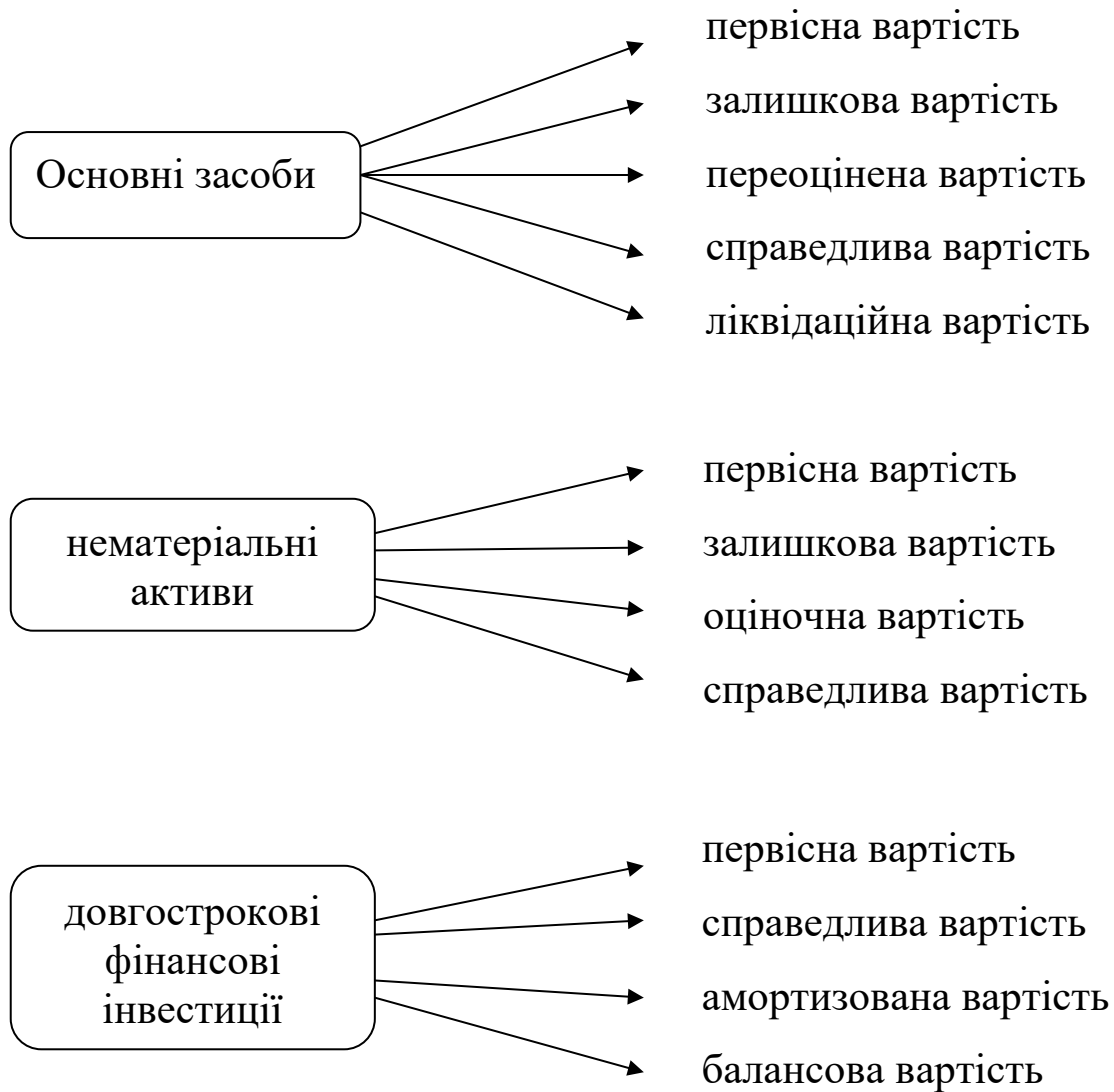 первісна вартість
залишкова вартість
Основні засоби
переоцінена вартість
справедлива вартість
ліквідаційна вартість
первісна вартість
нематеріальні
активи
залишкова вартість
оціночна вартість
справедлива вартість
первісна вартість
довгострокові
фінансові
інвестиції
справедлива вартість
амортизована вартість
балансова вартість